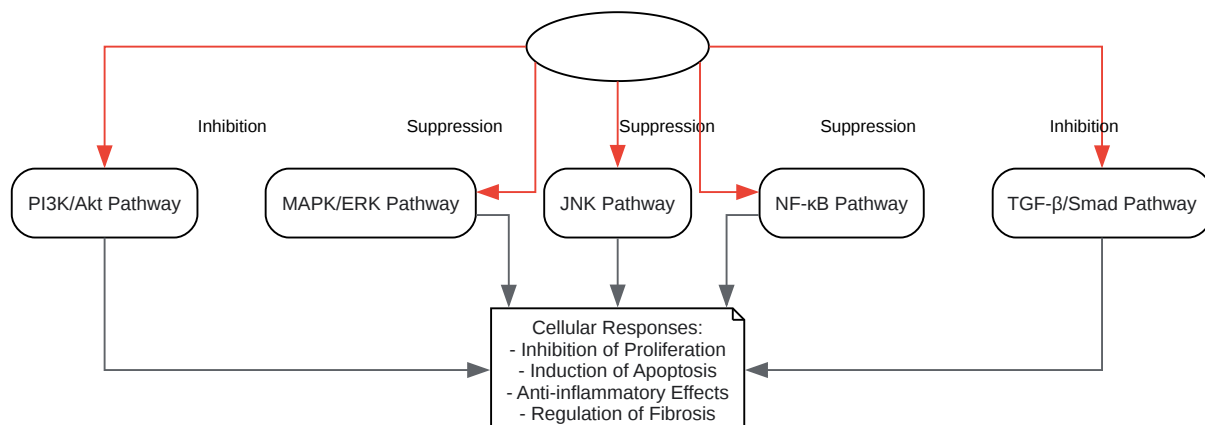 Inhibition
Suppression
Suppression
Suppression
Inhibition
PI3K/Akt Pathway
MAPK/ERK Pathway
JNK Pathway
NF-κB Pathway
TGF-β/Smad Pathway
Cellular Responses:
- Inhibition of Proliferation
- Induction of Apoptosis
- Anti-inflammatory Effects
- Regulation of Fibrosis